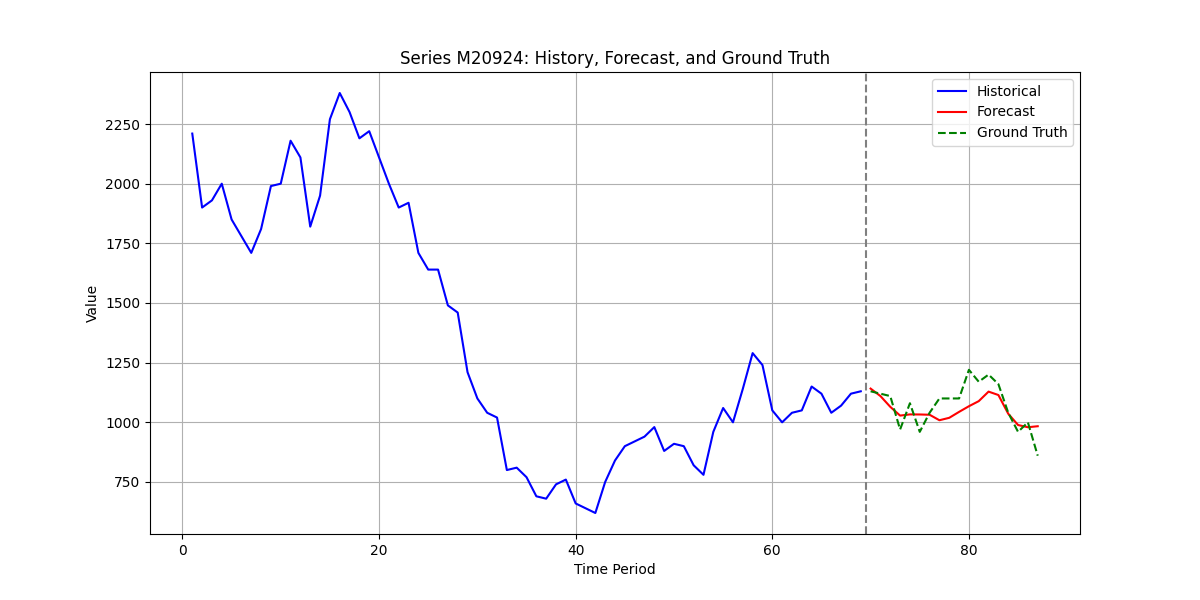 Series M20924: History, Forecast, and Ground Truth
Historical
Forecast
Ground Truth
2250
2000
1750
1500
1250
1000
750
Value
0 20 40 60 80
Time Period